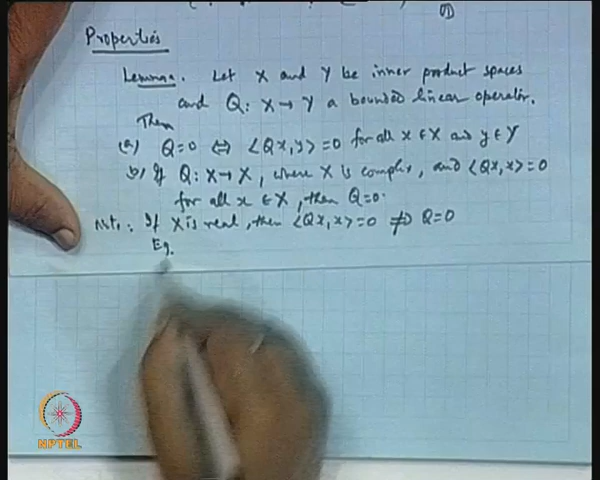 Properties
Lemma. Let X and Y be inner product spaces
and Q: X → Y a bounded linear operator.
Then
(a) Q=0 ⇔ ⟨Qx,y⟩=0 for all x∈X and y∈Y
(b) If Q: X→X, where X is complex, and ⟨Qx,x⟩=0
for all x ∈ X, then Q=0.
Note: If X is real, then ⟨Qx,x⟩=0 ⇏ Q=0
Eg.
NPTEL